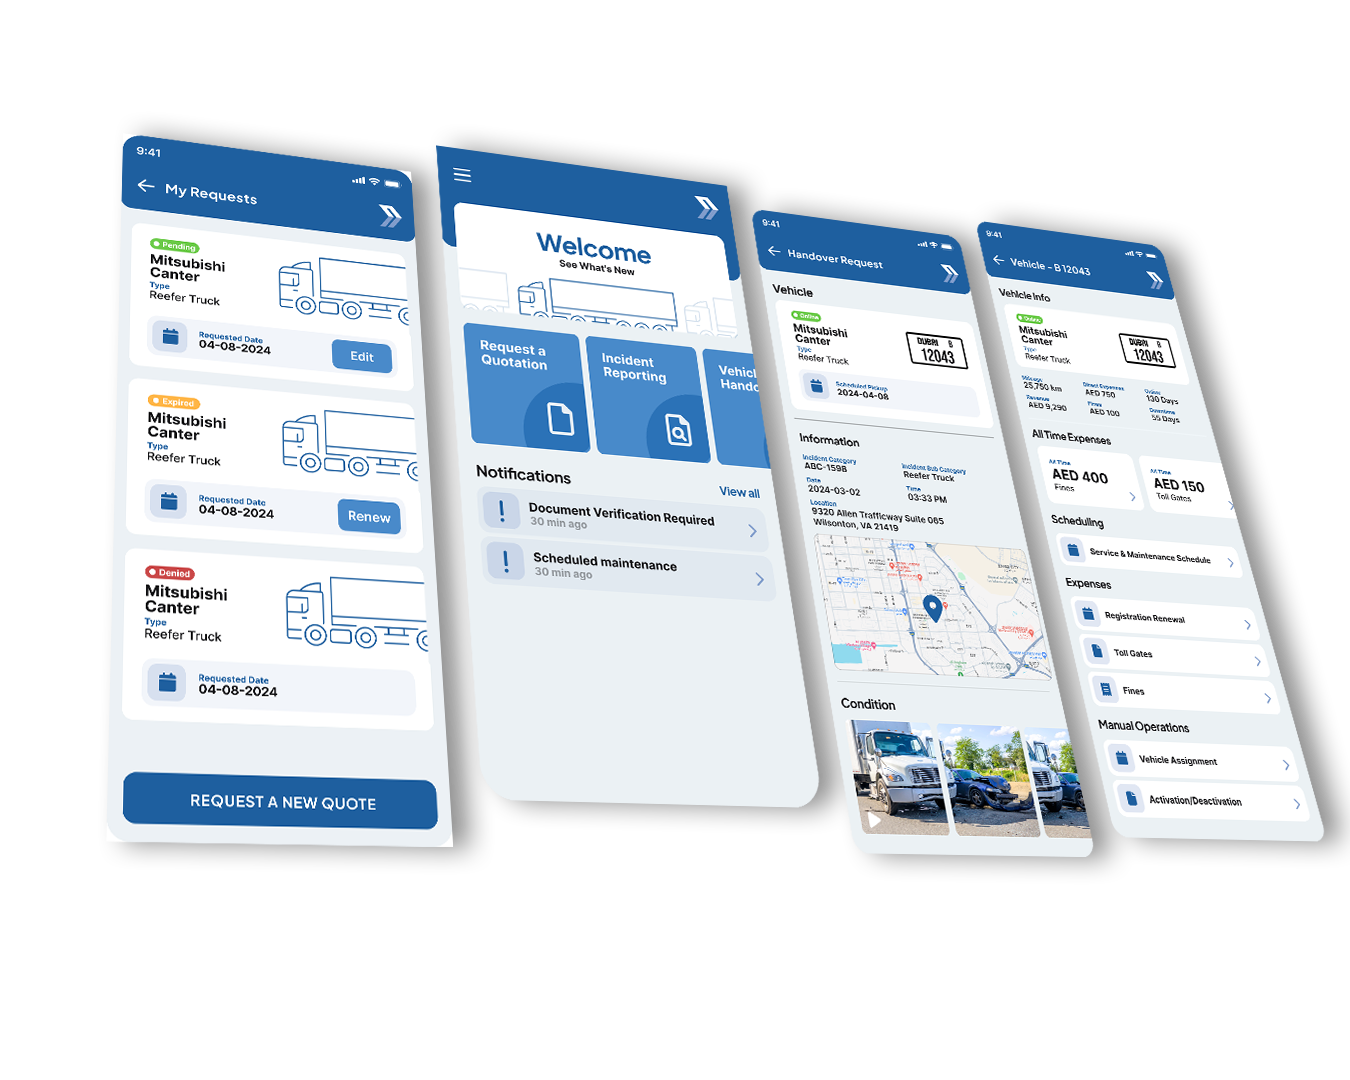 9:41
My Requests
Pending
Mitsubishi
Canter
Type
Reefer Truck
Requested Date
04-08-2024
Edit
Expired
Mitsubishi
Canter
Type
Reefer Truck
Requested Date
04-08-2024
Renew
Denied
Mitsubishi
Canter
Type
Reefer Truck
Requested Date
04-08-2024
REQUEST A NEW QUOTE
Welcome
See What's New
Request a
Quotation
Incident
Reporting
Vehicl
Hando
Notifications
View all
Document Verification Required
30 min ago
Scheduled maintenance
30 min ago
9:41
Handover Request
Vehicle
Online
Mitsubishi
Canter
Type
Reefer Truck
DUBAI B
12043
Scheduled Pickup
2024-04-08
Information
Incident Category
ABC-159B
Incident Sub Category
Reefer Truck
Date
2024-03-02
Time
03:33 PM
Location
9320 Allen Trafficway Suite 065
Wilsonton, VA 21419
Condition
9:41
Vehicle - B 12043
Vehicle Info
Online
Mitsubishi
Canter
Type
Reefer Truck
DUBAI B
12043
Mileage
25,750 km
Direct Expenses
AED 750
Online
130 Days
Revenue
AED 9,290
Fines
AED 100
Downtime
55 Days
All Time Expenses
All Time
AED 400
Fines
All Time
AED 150
Toll Gates
Scheduling
Service & Maintenance Schedule
Expenses
Registration Renewal
Toll Gates
Fines
Manual Operations
Vehicle Assignment
Activation/Deactivation